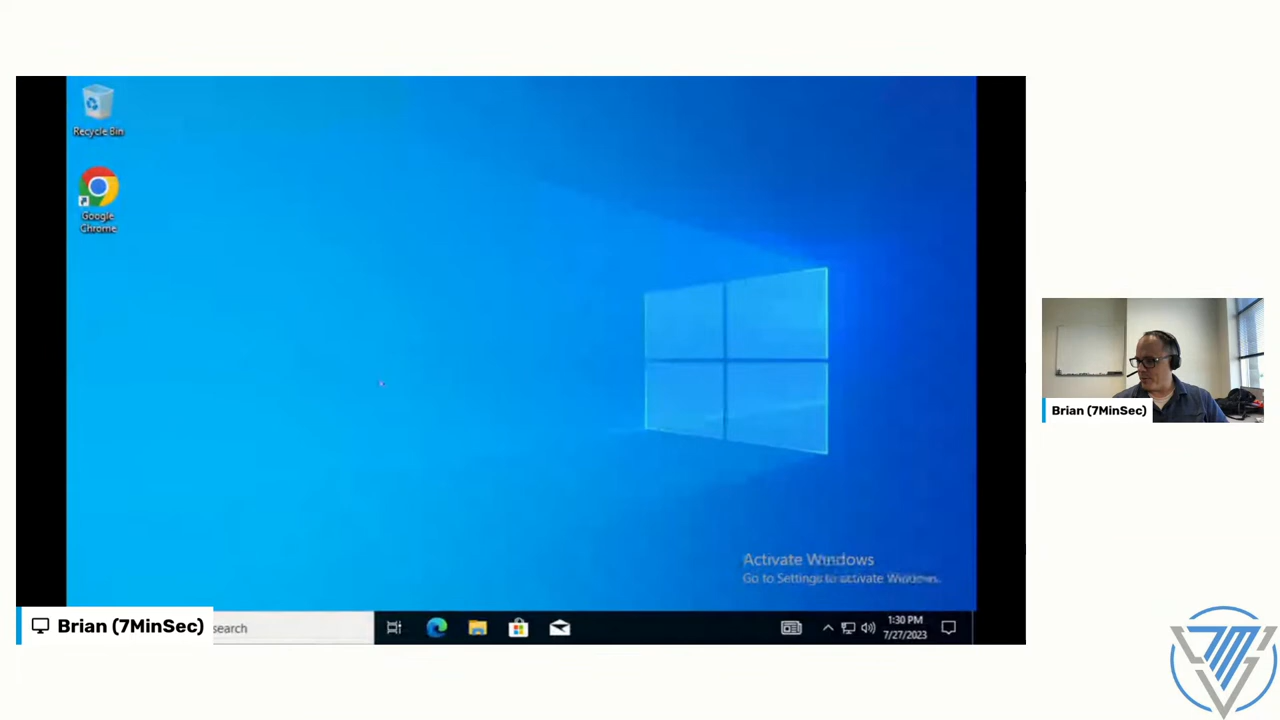 Recycle Bin
Google
Chrome
Activate Windows
Go to Settings to activate Windows.
Brian (7MinSec)
search
1:30 PM
7/27/2023
Brian (7MinSec)
7M